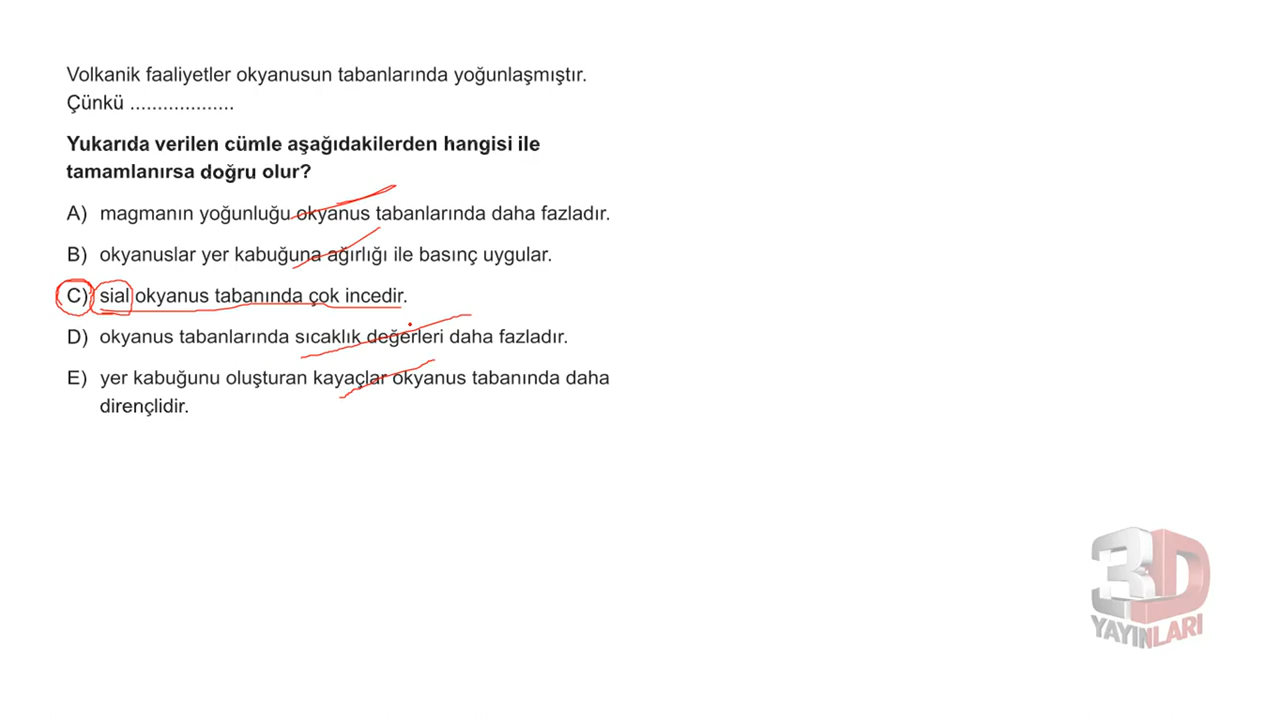 Volkanik faaliyetler okyanusun tabanlarında yoğunlaşmıştır.
Çünkü ...................
Yukarıda verilen cümle aşağıdakilerden hangisi ile
tamamlanırsa doğru olur?
A) magmanın yoğunluğu okyanus tabanlarında daha fazladır.
B) okyanuslar yer kabuğuna ağırlığı ile basınç uygular.
C) sial okyanus tabanında çok incedir.
D) okyanus tabanlarında sıcaklık değerleri daha fazladır.
E) yer kabuğunu oluşturan kayaçlar okyanus tabanında daha
dirençlidir.
3D
YAYINLARI